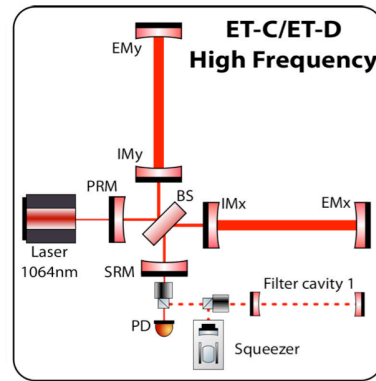 EMy
ET-C/ET-D
High Frequency
IMy
PRM
BS
IMx
EMx
Laser
1064nm
SRM
Filter cavity 1
PD
Squeezer